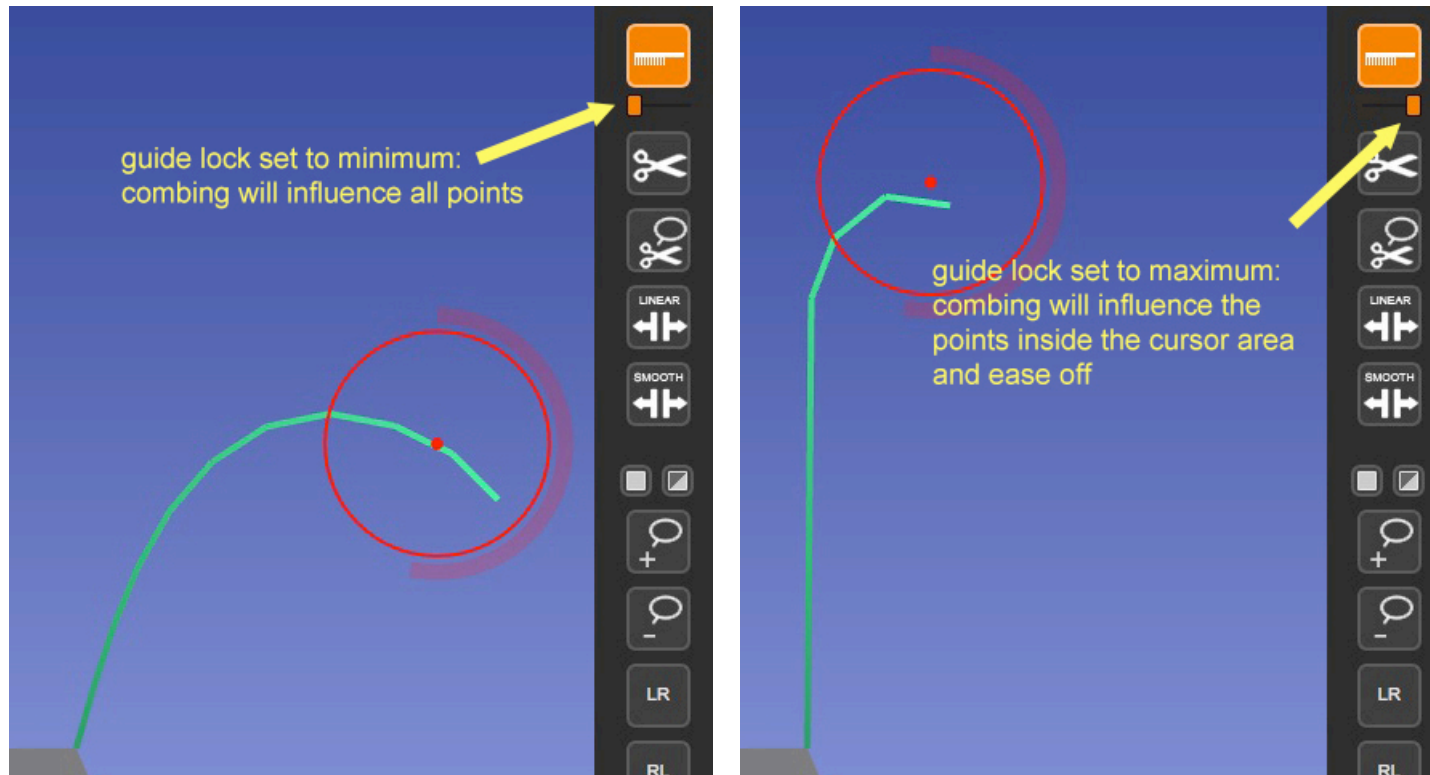 guide lock set to minimum:
combing will influence all points
LINEAR
SMOOTH
+
-
LR
RL
guide lock set to maximum:
combing will influence the
points inside the cursor area
and ease off
LINEAR
SMOOTH
+
-
LR
RL